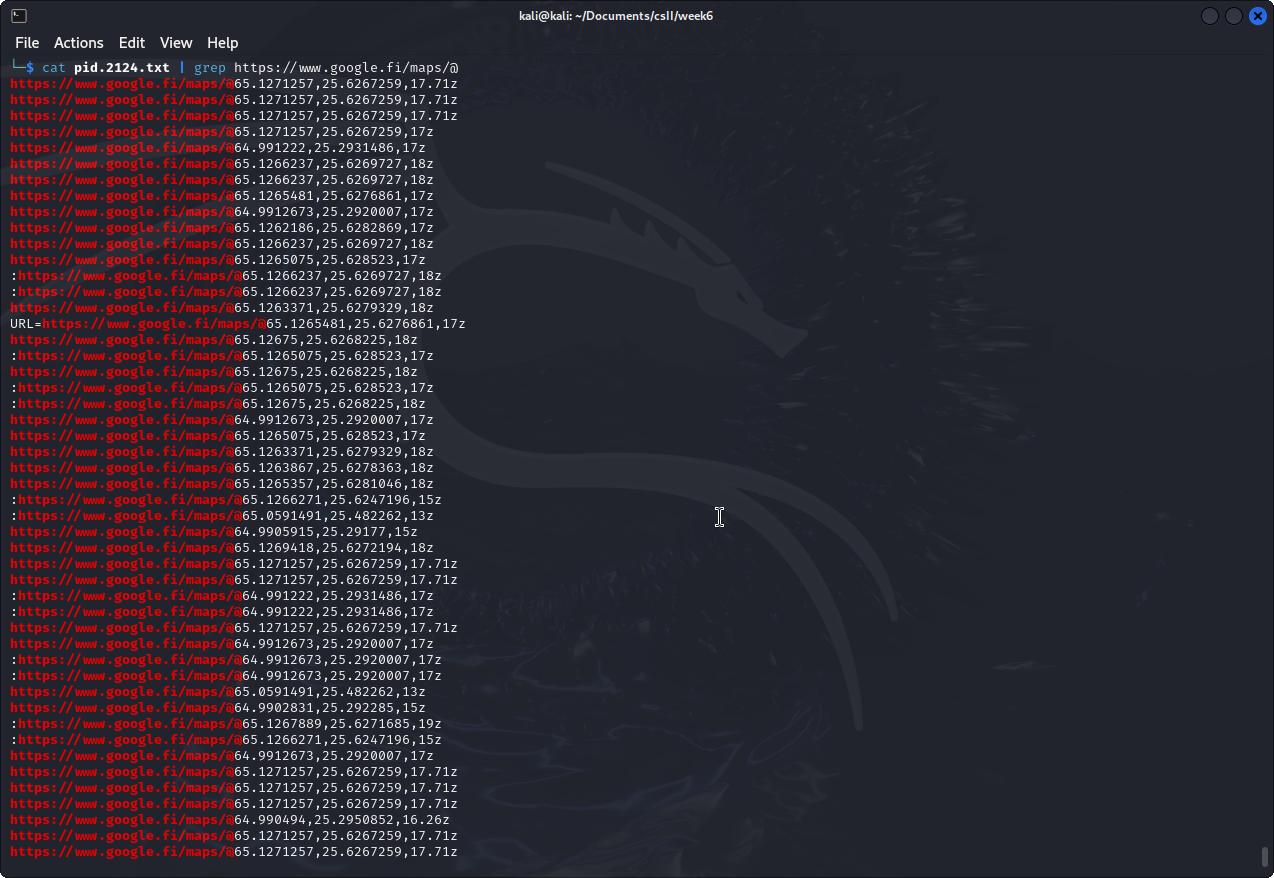 kali@kali: ~/Documents/csII/week6
File Actions Edit View Help
└─$ cat pid.2124.txt | grep https://www.google.fi/maps/@
https://www.google.fi/maps/@65.1271257,25.6267259,17.71z
https://www.google.fi/maps/@65.1271257,25.6267259,17.71z
https://www.google.fi/maps/@65.1271257,25.6267259,17.71z
https://www.google.fi/maps/@65.1271257,25.6267259,17z
https://www.google.fi/maps/@64.991222,25.2931486,17z
https://www.google.fi/maps/@65.1266237,25.6269727,18z
https://www.google.fi/maps/@65.1266237,25.6269727,18z
https://www.google.fi/maps/@65.1265481,25.6276861,17z
https://www.google.fi/maps/@64.9912673,25.2920007,17z
https://www.google.fi/maps/@65.1262186,25.6282869,17z
https://www.google.fi/maps/@65.1266237,25.6269727,18z
https://www.google.fi/maps/@65.1265075,25.628523,17z
:https://www.google.fi/maps/@65.1266237,25.6269727,18z
:https://www.google.fi/maps/@65.1266237,25.6269727,18z
https://www.google.fi/maps/@65.1263371,25.6279329,18z
URL=https://www.google.fi/maps/@65.1265481,25.6276861,17z
https://www.google.fi/maps/@65.12675,25.6268225,18z
:https://www.google.fi/maps/@65.1265075,25.628523,17z
https://www.google.fi/maps/@65.12675,25.6268225,18z
:https://www.google.fi/maps/@65.1265075,25.628523,17z
:https://www.google.fi/maps/@65.12675,25.6268225,18z
https://www.google.fi/maps/@64.9912673,25.2920007,17z
https://www.google.fi/maps/@65.1265075,25.628523,17z
https://www.google.fi/maps/@65.1263371,25.6279329,18z
https://www.google.fi/maps/@65.1263867,25.6278363,18z
https://www.google.fi/maps/@65.1265357,25.6281046,18z
:https://www.google.fi/maps/@65.1266271,25.6247196,15z
:https://www.google.fi/maps/@65.0591491,25.482262,13z
https://www.google.fi/maps/@64.9905915,25.29177,15z
https://www.google.fi/maps/@65.1269418,25.6272194,18z
https://www.google.fi/maps/@65.1271257,25.6267259,17.71z
https://www.google.fi/maps/@65.1271257,25.6267259,17.71z
:https://www.google.fi/maps/@64.991222,25.2931486,17z
:https://www.google.fi/maps/@64.991222,25.2931486,17z
https://www.google.fi/maps/@65.1271257,25.6267259,17.71z
https://www.google.fi/maps/@64.9912673,25.2920007,17z
:https://www.google.fi/maps/@64.9912673,25.2920007,17z
:https://www.google.fi/maps/@64.9912673,25.2920007,17z
https://www.google.fi/maps/@65.0591491,25.482262,13z
https://www.google.fi/maps/@64.9902831,25.292285,15z
:https://www.google.fi/maps/@65.1267889,25.6271685,19z
:https://www.google.fi/maps/@65.1266271,25.6247196,15z
https://www.google.fi/maps/@64.9912673,25.2920007,17z
https://www.google.fi/maps/@65.1271257,25.6267259,17.71z
https://www.google.fi/maps/@65.1271257,25.6267259,17.71z
https://www.google.fi/maps/@65.1271257,25.6267259,17.71z
https://www.google.fi/maps/@64.990494,25.2950852,16.26z
https://www.google.fi/maps/@65.1271257,25.6267259,17.71z
https://www.google.fi/maps/@65.1271257,25.6267259,17.71z